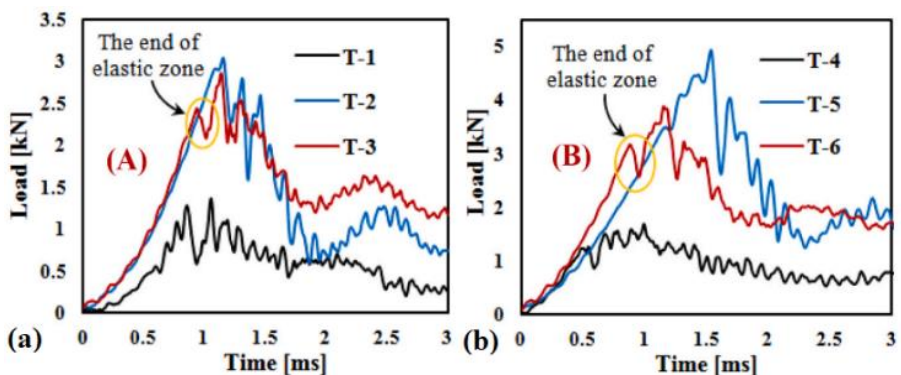 3.5
3
2.5
2
1.5
1
0.5
0
Load [kN]
The end of
elastic zone
T-1
T-2
T-3
(A)
0 0.5 1 1.5 2 2.5 3
Time [ms]
(a)
5
4
3
2
1
0
Load [kN]
The end of
elastic zone
T-4
T-5
T-6
(B)
0 0.5 1 1.5 2 2.5 3
Time [ms]
(b)